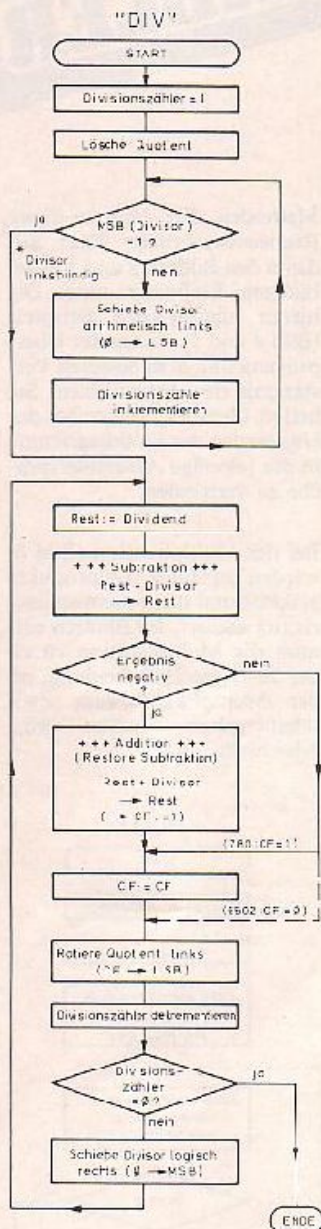 "DIV"
START
Divisionszähler = 1
Lösche Quotient
MSB (Divisor)
=1 ?
ja
* Divisor
linksbündig
nein
Schiebe Divisor
arithmetisch links
(Ø → LSB)
Divisionszähler
inkrementieren
Rest := Dividend
+++ Subtraktion +++
Rest - Divisor
→ Rest
Ergebnis
negativ
?
nein
ja
+++ Addition +++
(Restore Subtraktion)
Rest + Divisor
→ Rest
CF := 1)
(Z80: CF=1)
CF := CF
(6502: CF=Ø)
Rotiere Quotient links
(CF → LSB)
Divisionszähler dekrementieren
Divisions-
zähler
=Ø ?
ja
nein
Schiebe Divisor logisch
rechts (Ø → MSB)
ENDE